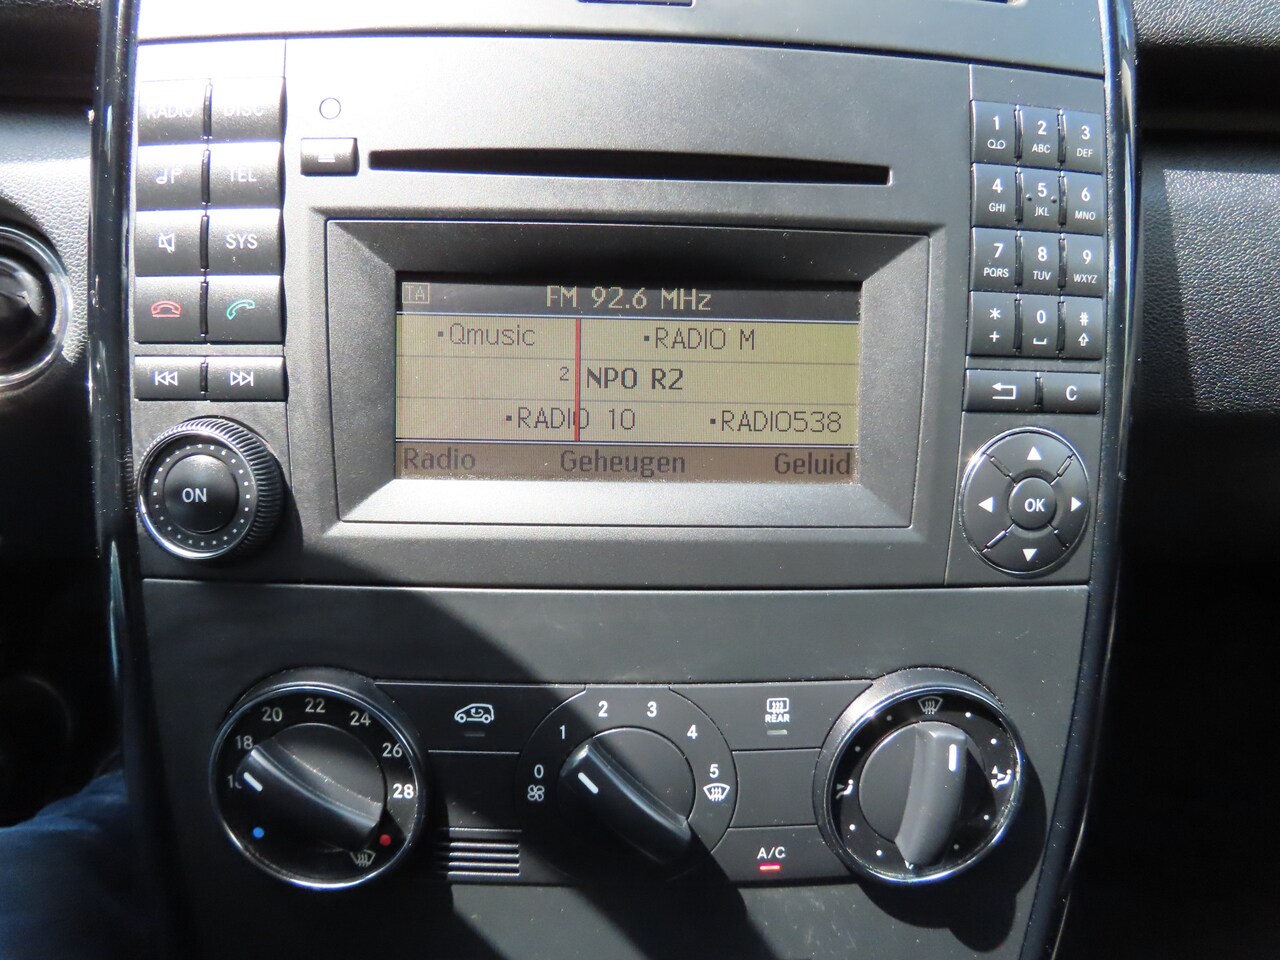 RADIO DISC
TEL
SYS
ON
TA FM 92.6 MHz
Qmusic RADIO M
2 NPO R2
RADIO 10 RADIO538
Radio Geheugen Geluid
1 2 ABC 3 DEF
4 GHI 5 JKL 6 MNO
7 PQRS 8 TUV 9 WXYZ
* + 0 #
C
OK
18 20 22 24 26 28
0 1 2 3 4 5
REAR
A/C